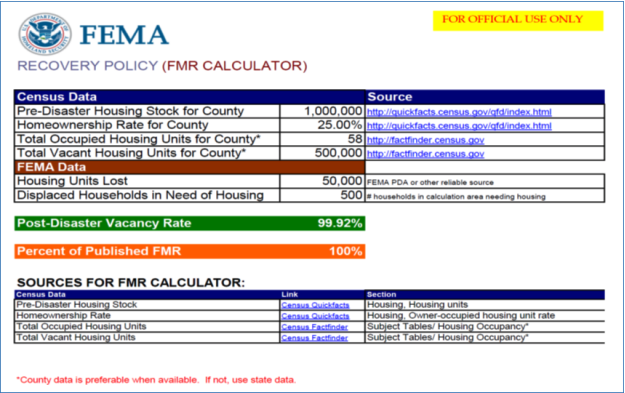 FOR OFFICIAL USE ONLY
FEMA
RECOVERY POLICY (FMR CALCULATOR)
Census Data Source
Pre-Disaster Housing Stock for County 1,000,000 http://quickfacts.census.gov/qfd/index.html
Homeownership Rate for County 25.00% http://quickfacts.census.gov/qfd/index.html
Total Occupied Housing Units for County* 58 http://factfinder.census.gov
Total Vacant Housing Units for County* 500,000 http://factfinder.census.gov
FEMA Data
Housing Units Lost 50,000 FEMA PDA or other reliable source
Displaced Households in Need of Housing 500 # households in calculation area needing housing
Post-Disaster Vacancy Rate 99.92%
Percent of Published FMR 100%
SOURCES FOR FMR CALCULATOR:
Census Data Link Section
Pre-Disaster Housing Stock Census Quickfacts Housing, Housing units
Homeownership Rate Census Quickfacts Housing, Owner-occupied housing unit rate
Total Occupied Housing Units Census Factfinder Subject Tables/ Housing Occupancy*
Total Vacant Housing Units Census Factfinder Subject Tables/ Housing Occupancy*
*County data is preferable when available. If not, use state data.